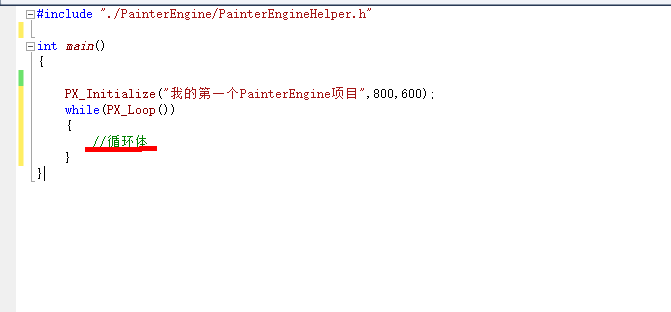 #include "./PainterEngine/PainterEngineHelper.h"
int main()
{
PX_Initialize("我的第一个PainterEngine项目",800,600);
while(PX_Loop())
{
//循环体
}
}